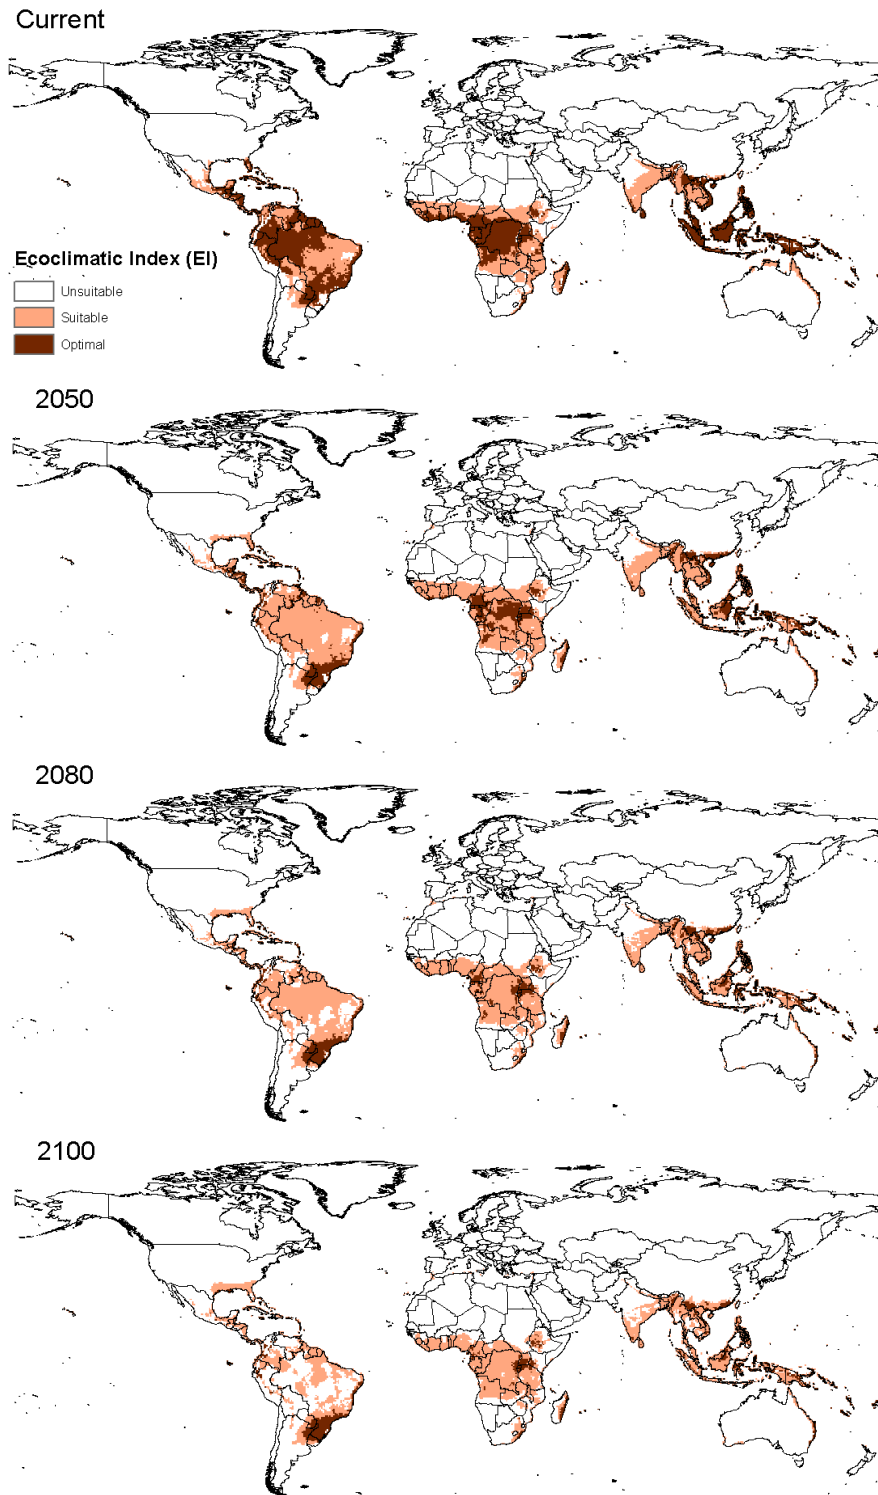 Current
Ecoclimatic Index (EI)
Unsuitable
Suitable
Optimal
2050
2080
2100